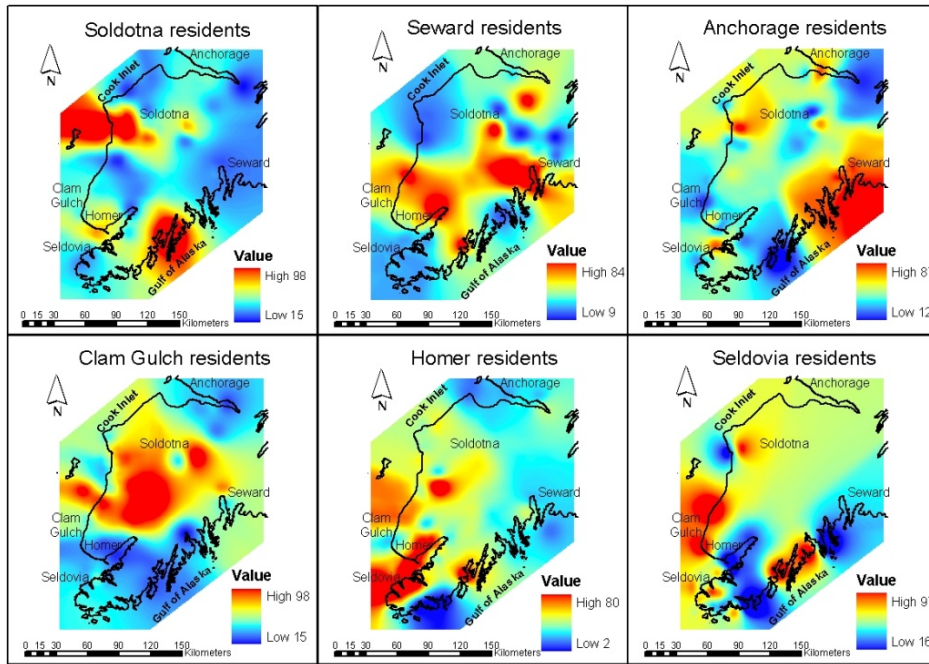 Soldotna residents
Anchorage
Cook Inlet
N
Soldotna
Seward
Clam
Gulch
Homer
Seldovia
Gulf of Alaska
Value
High 98
Low 15
0 15 30 60 90 120 150
Kilometers
Seward residents
Anchorage
Cook Inlet
N
Soldotna
Seward
Clam
Gulch
Homer
Seldovia
Gulf of Alaska
Value
High 84
Low 9
0 15 30 60 90 120 150
Kilometers
Anchorage residents
Anchorage
Cook Inlet
N
Soldotna
Seward
Clam
Gulch
Homer
Seldovia
Gulf of Alaska
Value
High 87
Low 12
0 15 30 60 90 120 150
Kilometers
Clam Gulch residents
Anchorage
Cook Inlet
N
Soldotna
Seward
Clam
Gulch
Homer
Seldovia
Gulf of Alaska
Value
High 98
Low 15
0 15 30 60 90 120 150
Kilometers
Homer residents
Anchorage
Cook Inlet
N
Soldotna
Seward
Clam
Gulch
Homer
Seldovia
Gulf of Alaska
Value
High 80
Low 2
0 15 30 60 90 120 150
Kilometers
Seldovia residents
Anchorage
Cook Inlet
N
Soldotna
Seward
Clam
Gulch
Homer
Seldovia
Gulf of Alaska
Value
High 97
Low 16
0 15 30 60 90 120 150
Kilometers